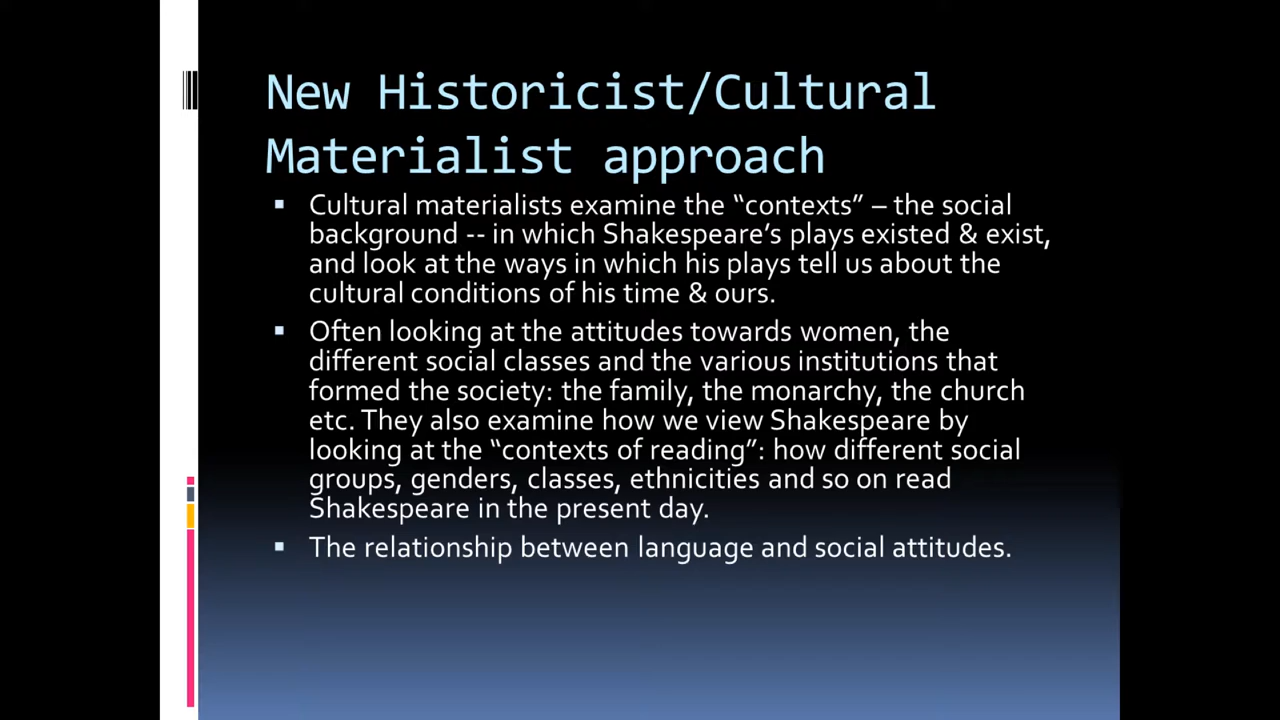 New Historicist/Cultural
Materialist approach
▪ Cultural materialists examine the “contexts” – the social
background -- in which Shakespeare’s plays existed & exist,
and look at the ways in which his plays tell us about the
cultural conditions of his time & ours.
▪ Often looking at the attitudes towards women, the
different social classes and the various institutions that
formed the society: the family, the monarchy, the church
etc. They also examine how we view Shakespeare by
looking at the “contexts of reading”: how different social
groups, genders, classes, ethnicities and so on read
Shakespeare in the present day.
▪ The relationship between language and social attitudes.